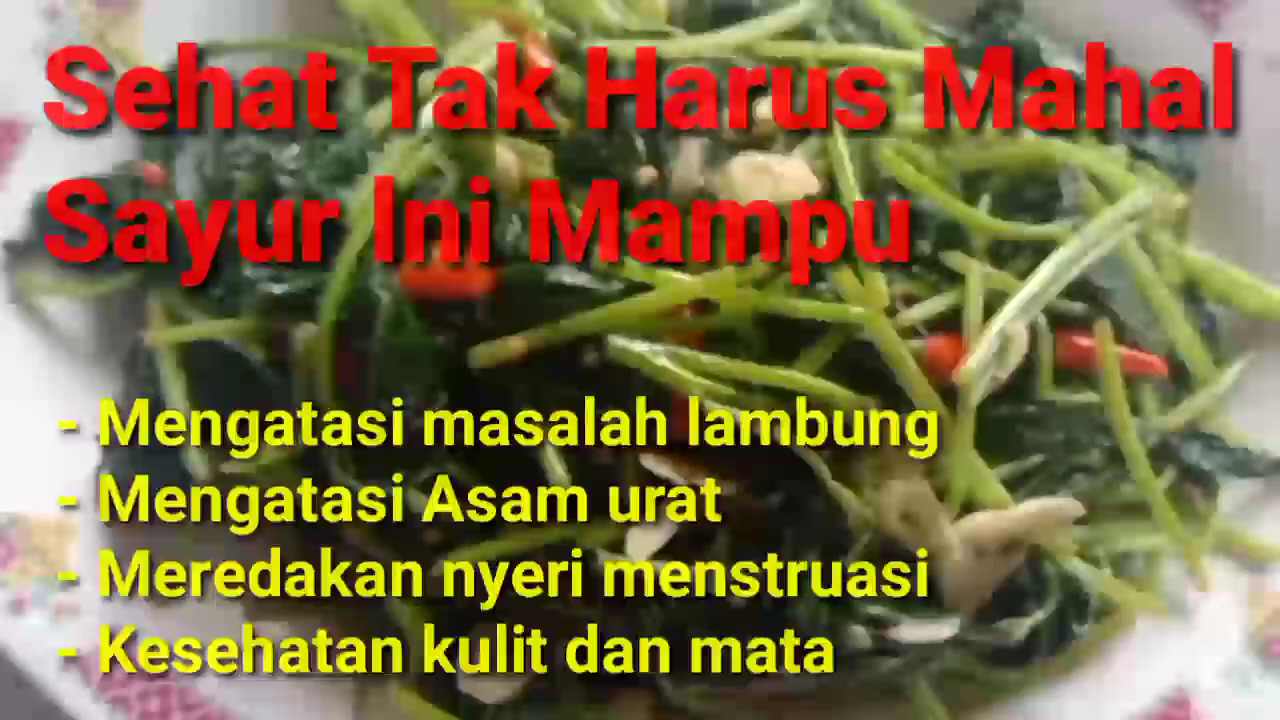 Sehat Tak Harus Mahal
Sayur Ini Mampu
- Mengatasi masalah lambung
- Mengatasi Asam urat
- Meredakan nyeri menstruasi
- Kesehatan kulit dan mata